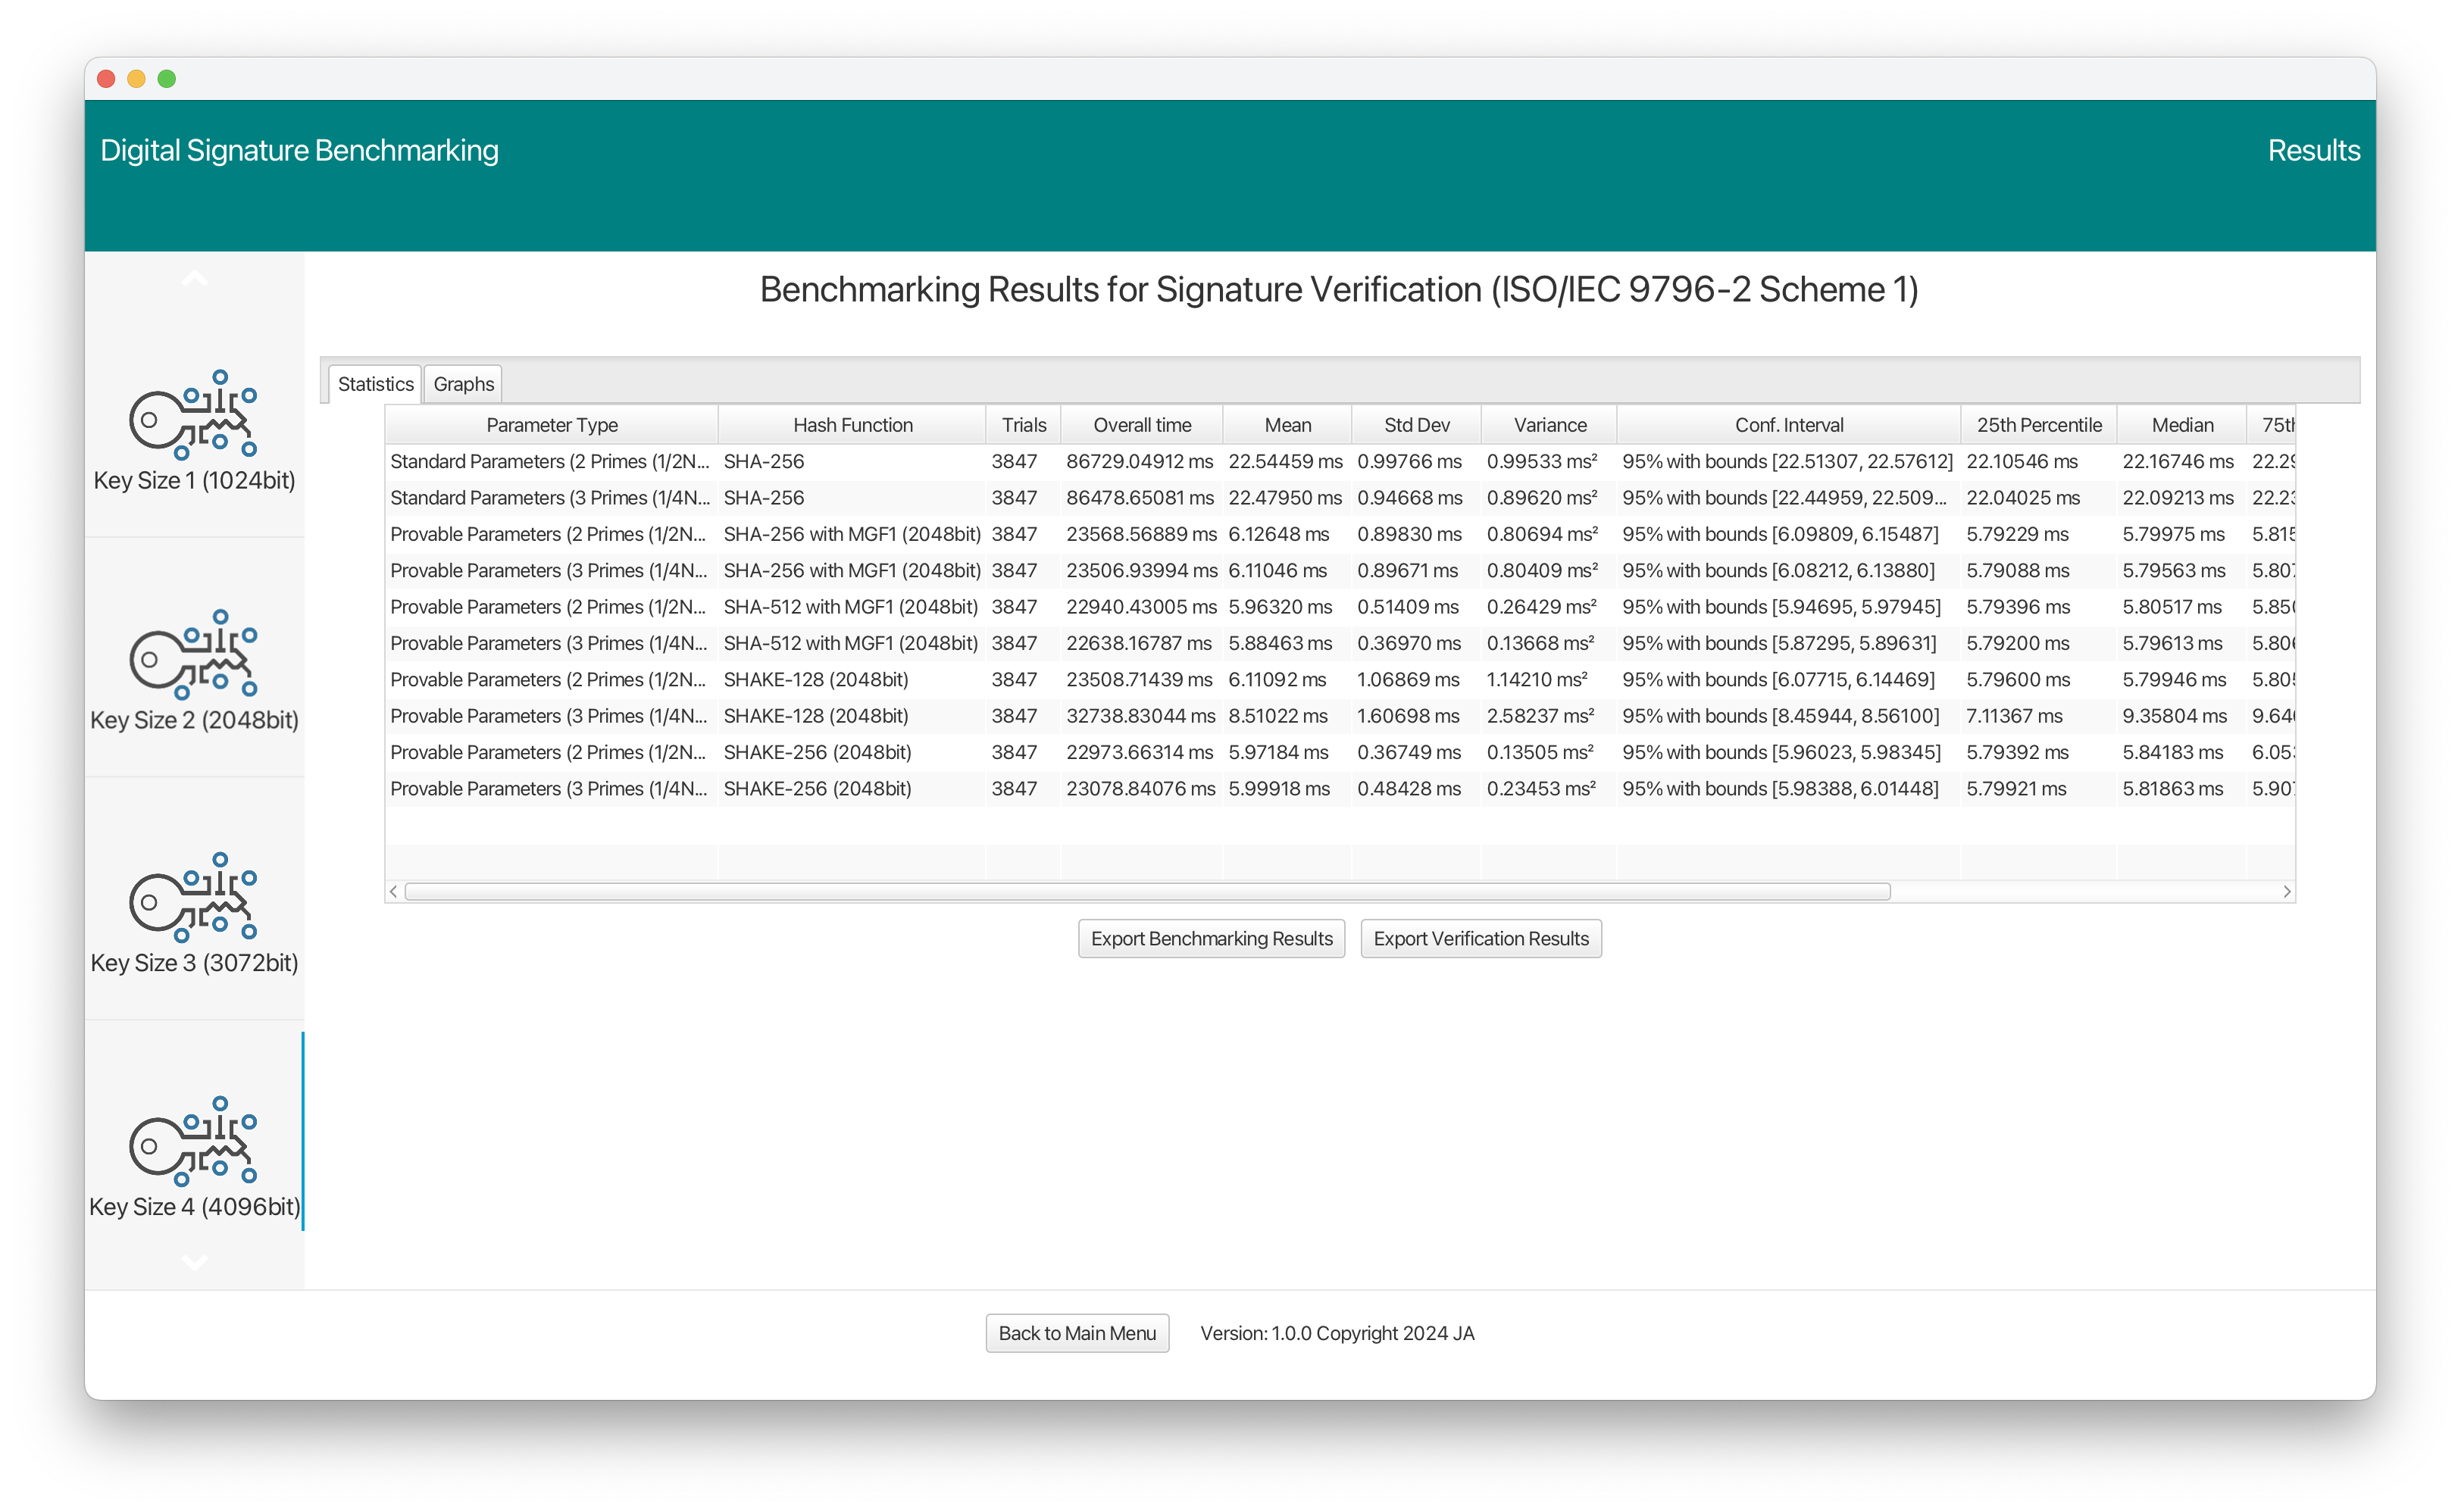 Digital Signature Benchmarking
Results
Key Size 1 (1024bit)
Key Size 2 (2048bit)
Key Size 3 (3072bit)
Key Size 4 (4096bit)
Benchmarking Results for Signature Verification (ISO/IEC 9796-2 Scheme 1)
Statistics Graphs
Parameter Type Hash Function Trials Overall time Mean Std Dev Variance Conf. Interval 25th Percentile Median 75th
Standard Parameters (2 Primes (1/2N... SHA-256 3847 86729.04912 ms 22.54459 ms 0.99766 ms 0.99533 ms² 95% with bounds [22.51307, 22.57612] 22.10546 ms 22.16746 ms 22.29
Standard Parameters (3 Primes (1/4N... SHA-256 3847 86478.65081 ms 22.47950 ms 0.94668 ms 0.89620 ms² 95% with bounds [22.44959, 22.509... 22.04025 ms 22.09213 ms 22.23
Provable Parameters (2 Primes (1/2N... SHA-256 with MGF1 (2048bit) 3847 23568.56889 ms 6.12648 ms 0.89830 ms 0.80694 ms² 95% with bounds [6.09809, 6.15487] 5.79229 ms 5.79975 ms 5.815
Provable Parameters (3 Primes (1/4N... SHA-256 with MGF1 (2048bit) 3847 23506.93994 ms 6.11046 ms 0.89671 ms 0.80409 ms² 95% with bounds [6.08212, 6.13880] 5.79088 ms 5.79563 ms 5.807
Provable Parameters (2 Primes (1/2N... SHA-512 with MGF1 (2048bit) 3847 22940.43005 ms 5.96320 ms 0.51409 ms 0.26429 ms² 95% with bounds [5.94695, 5.97945] 5.79396 ms 5.80517 ms 5.850
Provable Parameters (3 Primes (1/4N... SHA-512 with MGF1 (2048bit) 3847 22638.16787 ms 5.88463 ms 0.36970 ms 0.13668 ms² 95% with bounds [5.87295, 5.89631] 5.79200 ms 5.79613 ms 5.806
Provable Parameters (2 Primes (1/2N... SHAKE-128 (2048bit) 3847 23508.71439 ms 6.11092 ms 1.06869 ms 1.14210 ms² 95% with bounds [6.07715, 6.14469] 5.79600 ms 5.79946 ms 5.805
Provable Parameters (3 Primes (1/4N... SHAKE-128 (2048bit) 3847 32738.83044 ms 8.51022 ms 1.60698 ms 2.58237 ms² 95% with bounds [8.45944, 8.56100] 7.11367 ms 9.35804 ms 9.640
Provable Parameters (2 Primes (1/2N... SHAKE-256 (2048bit) 3847 22973.66314 ms 5.97184 ms 0.36749 ms 0.13505 ms² 95% with bounds [5.96023, 5.98345] 5.79392 ms 5.84183 ms 6.053
Provable Parameters (3 Primes (1/4N... SHAKE-256 (2048bit) 3847 23078.84076 ms 5.99918 ms 0.48428 ms 0.23453 ms² 95% with bounds [5.98388, 6.01448] 5.79921 ms 5.81863 ms 5.907
Export Benchmarking Results Export Verification Results
Back to Main Menu Version: 1.0.0 Copyright 2024 JA